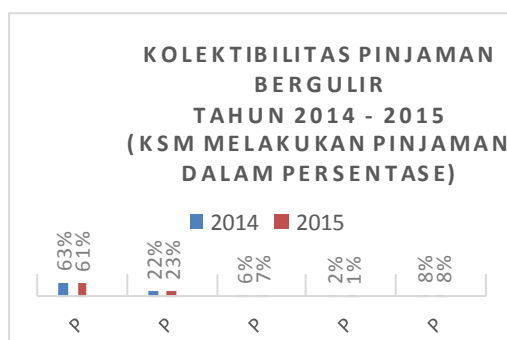 KOLEKTIBILITAS PINJAMAN
BERGULIR
TAHUN 2014 - 2015
(KSM MELAKUKAN PINJAMAN
DALAM PERSENTASE)
2014 2015
63% 61% 22% 23% 6% 7% 2% 1% 8% 8%
P P P P P